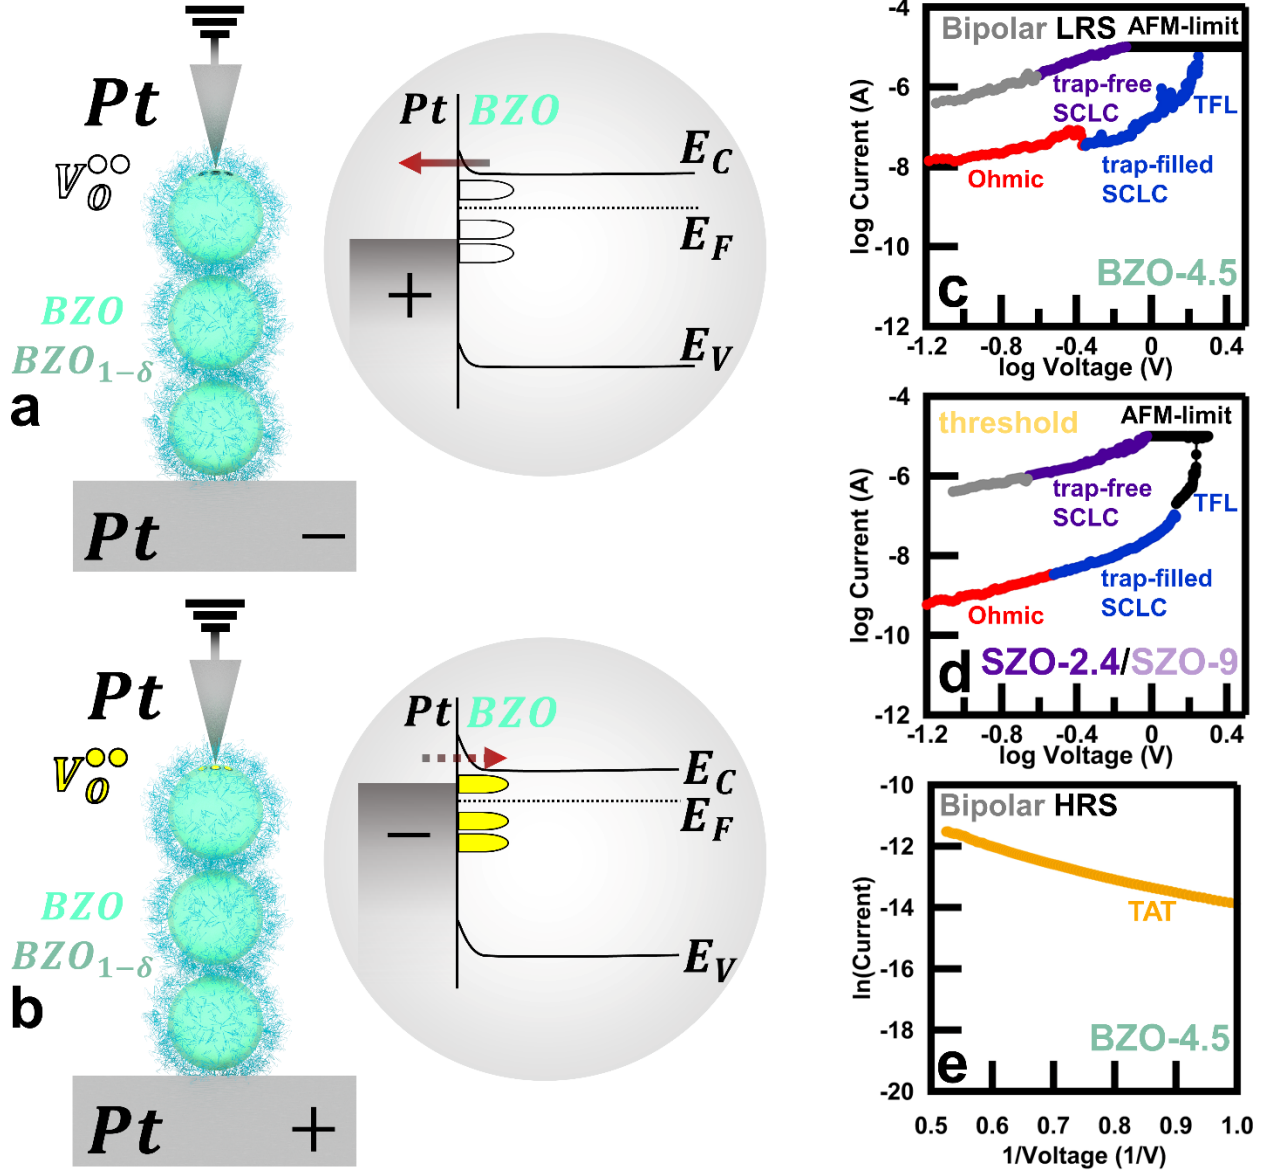 Pt
V_O^{○○}
BZO
BZO_{1−δ}
a
Pt −
Pt BZO
E_C
E_F
+
E_V
Pt
V_O^{○○}
BZO
BZO_{1−δ}
b
Pt +
Pt BZO
E_C
E_F
−
E_V
-4
-6
-8
-10
-12
log Current (A)
Bipolar LRS AFM-limit
trap-free
SCLC
TFL
Ohmic
trap-filled
SCLC
BZO-4.5
c
-1.2 -0.8 -0.4 0 0.4
log Voltage (V)
-4
-6
-8
-10
-12
log Current (A)
threshold AFM-limit
trap-free
SCLC
TFL
Ohmic
trap-filled
SCLC
d SZO-2.4/SZO-9
-1.2 -0.8 -0.4 0 0.4
log Voltage (V)
-10
-12
-14
-16
-18
-20
ln(Current)
Bipolar HRS
TAT
BZO-4.5
e
0.5 0.6 0.7 0.8 0.9 1.0
1/Voltage (1/V)